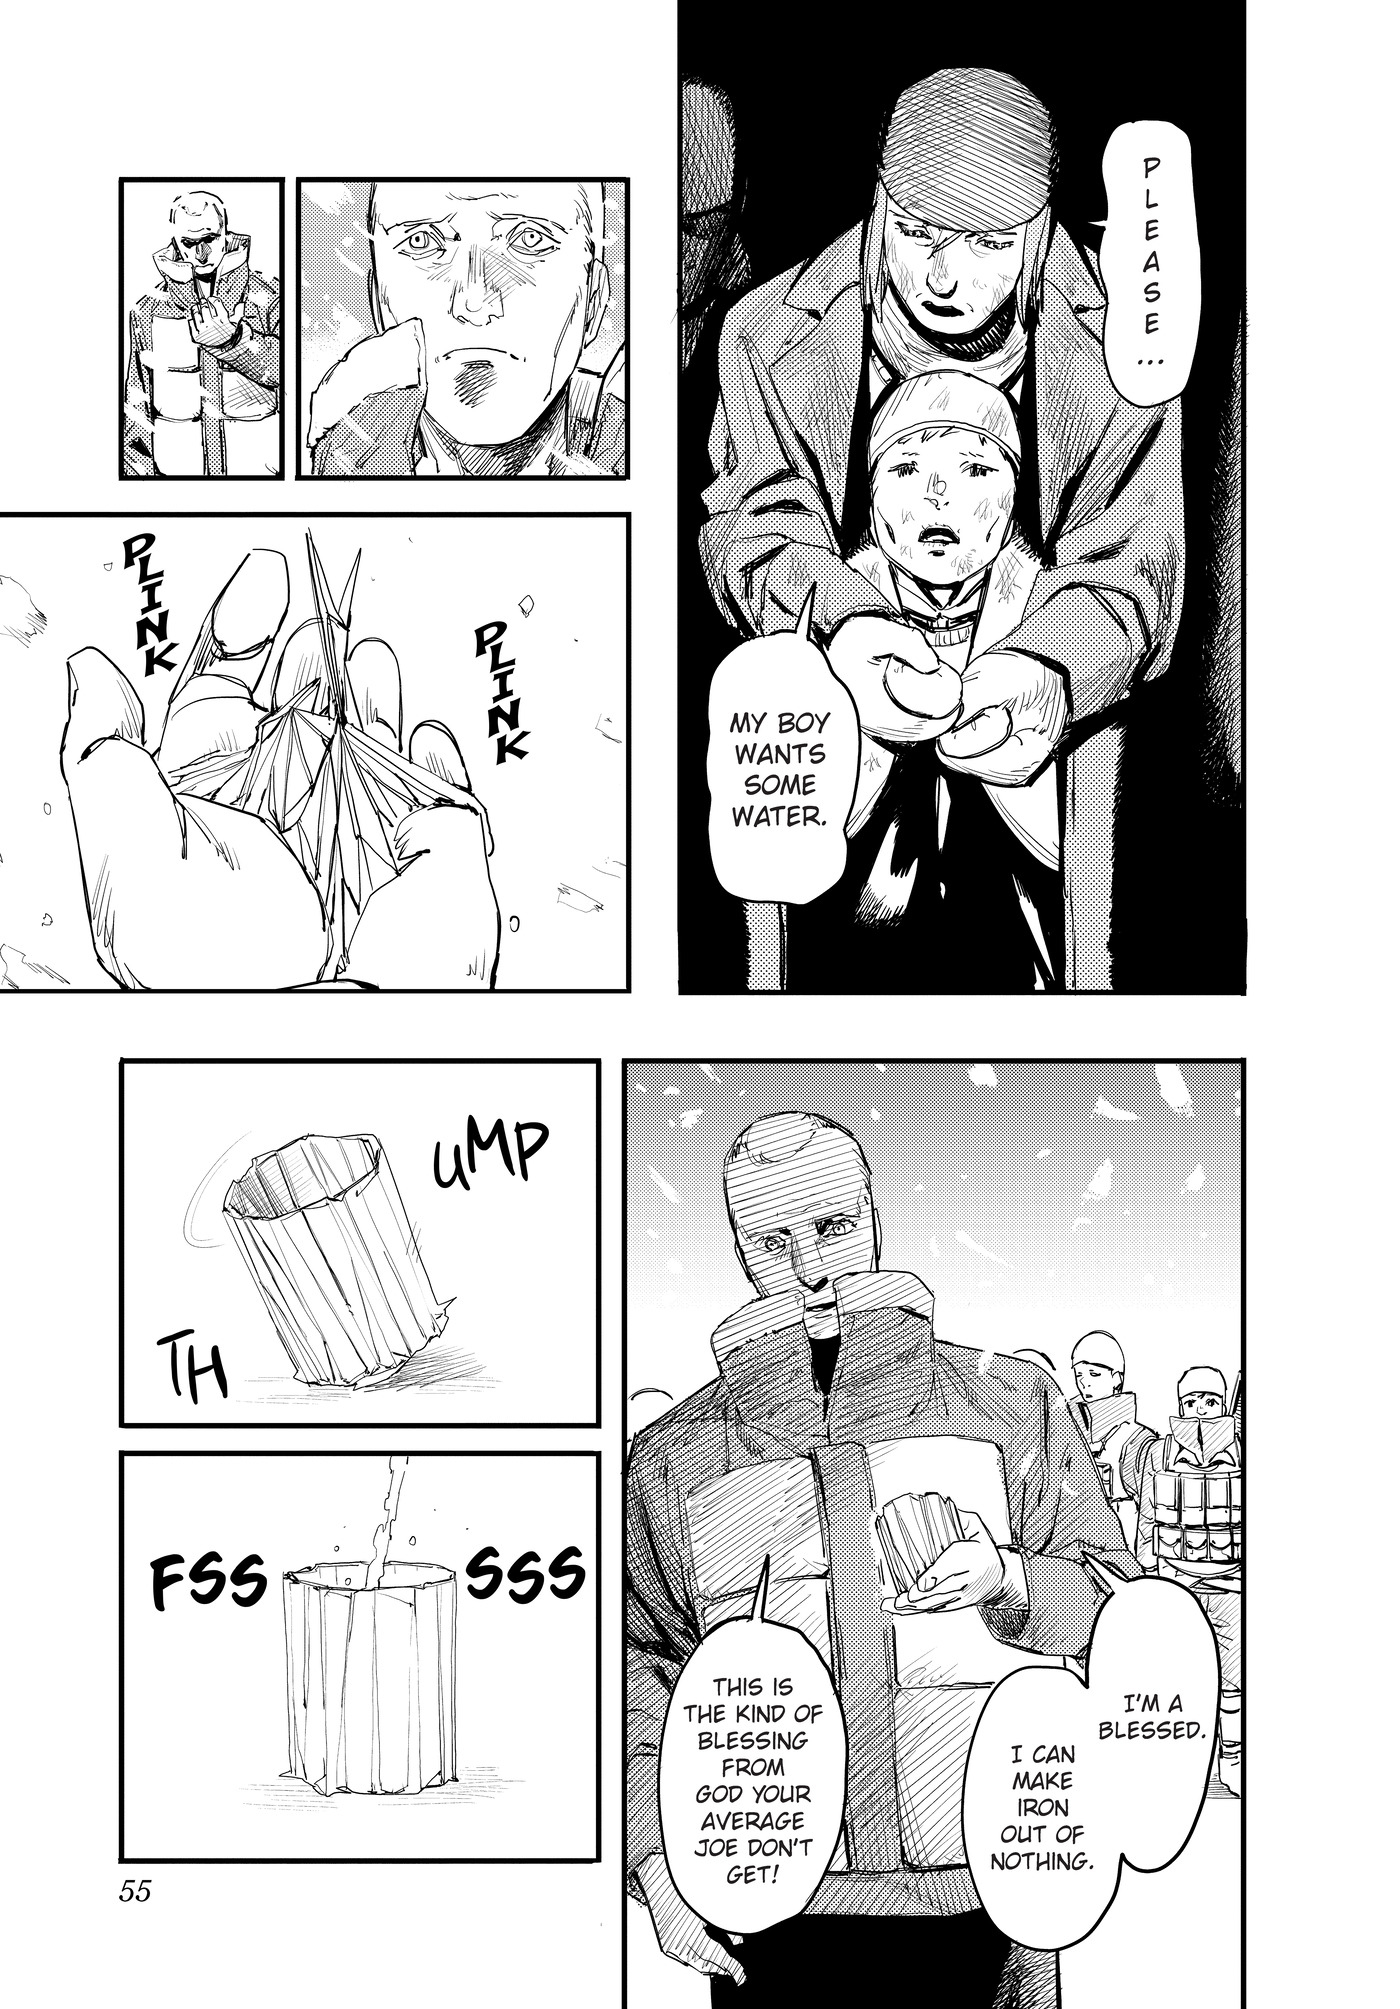 PLEASE...
MY BOY
WANTS
SOME
WATER.
PLINK
PLINK
I'M A
BLESSED.
I CAN
MAKE
IRON
OUT OF
NOTHING.
THIS IS
THE KIND OF
BLESSING
FROM
GOD YOUR
AVERAGE
JOE DON'T
GET!
TH
UMP
FSS
SSS
55